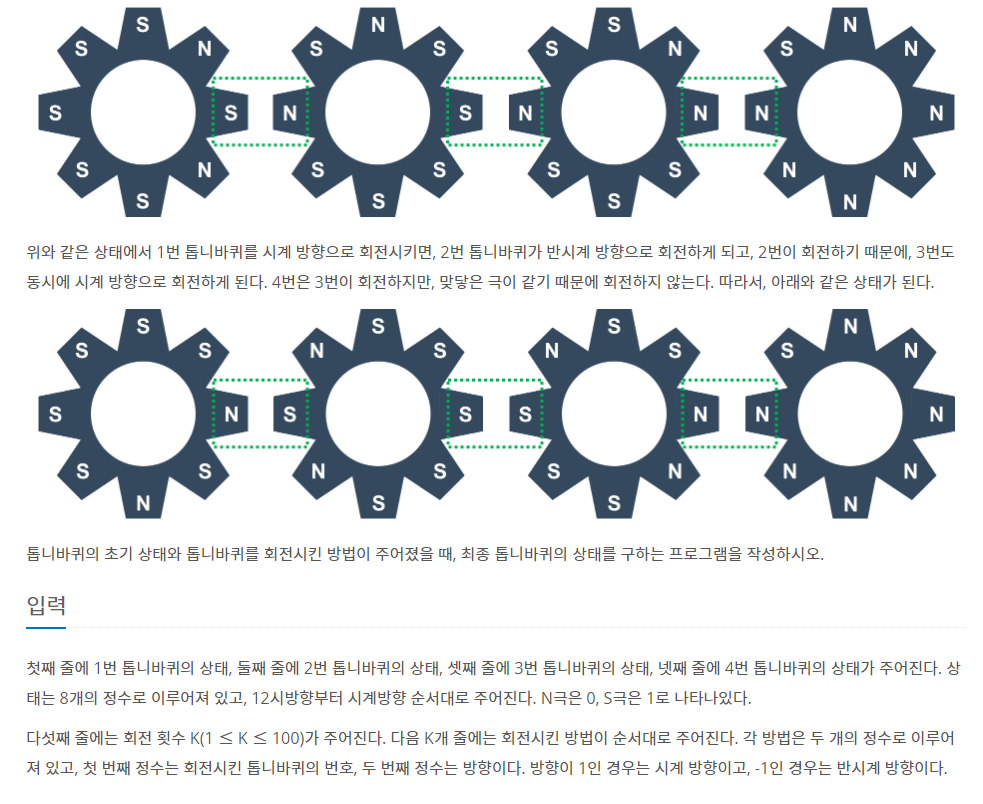 S N S N
S N S S S N S N
S S N S N N N N
S N S S S S N N
S S S N
위와 같은 상태에서 1번 톱니바퀴를 시계 방향으로 회전시키면, 2번 톱니바퀴가 반시계 방향으로 회전하게 되고, 2번이 회전하기 때문에, 3번도
동시에 시계 방향으로 회전하게 된다. 4번은 3번이 회전하지만, 맞닿은 극이 같기 때문에 회전하지 않는다. 따라서, 아래와 같은 상태가 된다.
S S S N
S S N S N S S N
S N S S S N N N
S S N S S N N N
N S S N
톱니바퀴의 초기 상태와 톱니바퀴를 회전시킨 방법이 주어졌을 때, 최종 톱니바퀴의 상태를 구하는 프로그램을 작성하시오.
입력
첫째 줄에 1번 톱니바퀴의 상태, 둘째 줄에 2번 톱니바퀴의 상태, 셋째 줄에 3번 톱니바퀴의 상태, 넷째 줄에 4번 톱니바퀴의 상태가 주어진다. 상
태는 8개의 정수로 이루어져 있고, 12시방향부터 시계방향 순서대로 주어진다. N극은 0, S극은 1로 나타나있다.
다섯째 줄에는 회전 횟수 K(1 ≤ K ≤ 100)가 주어진다. 다음 K개 줄에는 회전시킨 방법이 순서대로 주어진다. 각 방법은 두 개의 정수로 이루어
져 있고, 첫 번째 정수는 회전시킨 톱니바퀴의 번호, 두 번째 정수는 방향이다. 방향이 1인 경우는 시계 방향이고, -1인 경우는 반시계 방향이다.